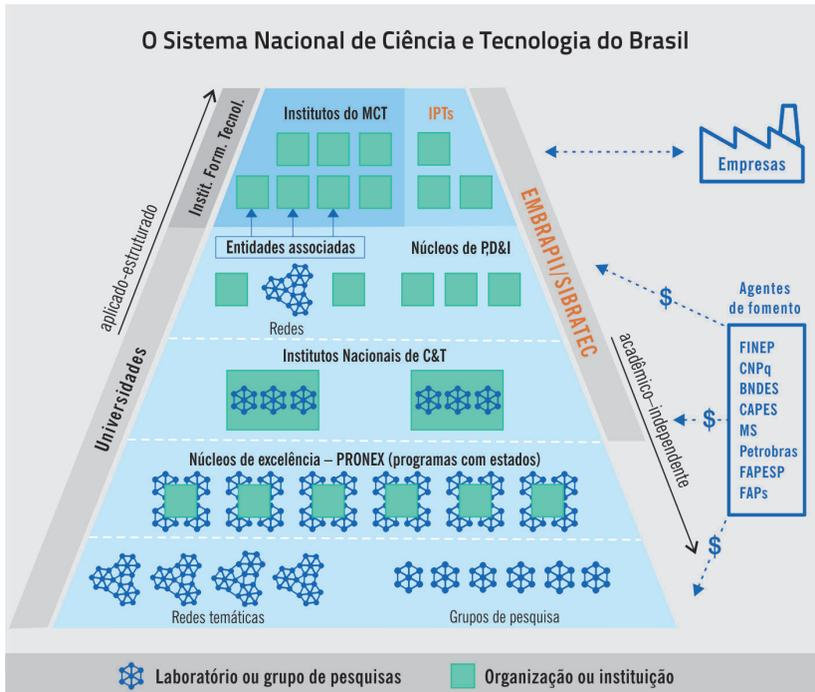 O Sistema Nacional de Ciência e Tecnologia do Brasil
Instit. Form. Tecnol.
Institutos do MCT
IPTs
Empresas
aplicado-estruturado
EMBRAPII/SIBRATEC
Entidades associadas
Núcleos de P,D&I
Redes
$
Agentes
de fomento
Universidades
Institutos Nacionais de C&T
acadêmico–independente
$
FINEP
CNPq
BNDES
CAPES
MS
Petrobras
FAPESP
FAPs
Núcleos de excelência – PRONEX (programas com estados)
$
Redes temáticas
Grupos de pesquisa
Laboratório ou grupo de pesquisas
Organização ou instituição